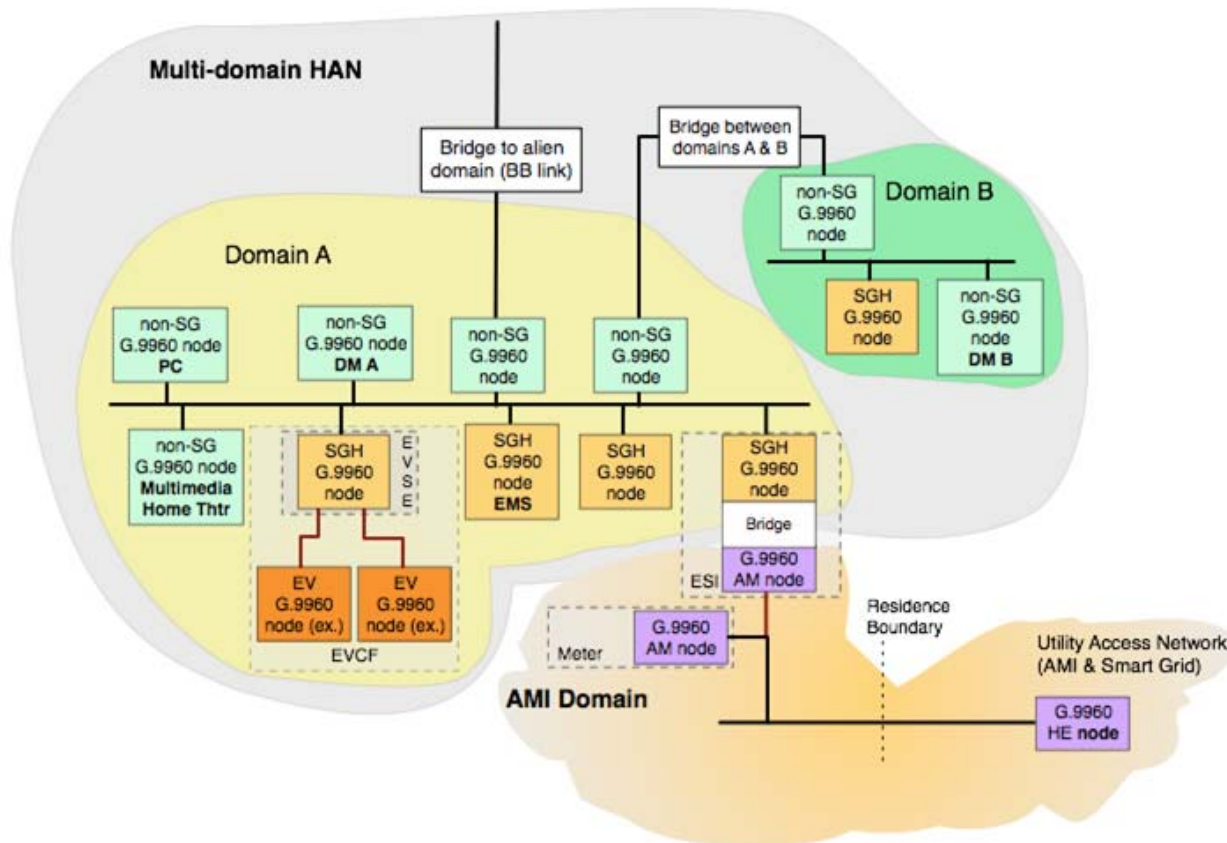 Multi-domain HAN
Bridge to alien
domain (BB link)
Bridge between
domains A & B
non-SG
G.9960
node
Domain B
SGH
G.9960
node
non-SG
G.9960
node
DM B
Domain A
non-SG
G.9960 node
PC
non-SG
G.9960 node
DM A
non-SG
G.9960
node
non-SG
G.9960
node
non-SG
G.9960 node
Multimedia
Home Thtr
SGH
G.9960
node
E
V
S
E
SGH
G.9960
node
EMS
SGH
G.9960
node
SGH
G.9960
node
Bridge
G.9960
AM node
ESI
EV
G.9960
node (ex.)
EV
G.9960
node (ex.)
EVCF
Meter
G.9960
AM node
Residence
Boundary
Utility Access Network
(AMI & Smart Grid)
AMI Domain
G.9960
HE node